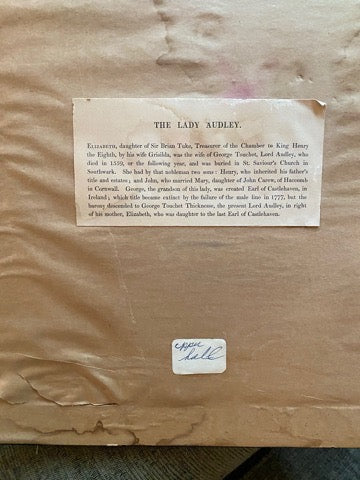 THE LADY AUDLEY.
ELIZABETH, daughter of Sir Brian Tuke, Treasurer of the Chamber to King Henry
the Eighth, by his wife Grisilda, was the wife of George Touchet, Lord Audley, who
died in 1559, or the following year, and was buried in St. Saviour's Church in
Southwark. She had by that nobleman two sons: Henry, who inherited his father's
title and estates; and John, who married Mary, daughter of John Carew, of Haccomb
in Cornwall. George, the grandson of this lady, was created Earl of Castlehaven, in
Ireland; which title became extinct by the failure of the male line in 1777, but the
barony descended to George Touchet Thicknesse, the present Lord Audley, in right
of his mother, Elizabeth, who was daughter to the last Earl of Castlehaven.
upper
hall